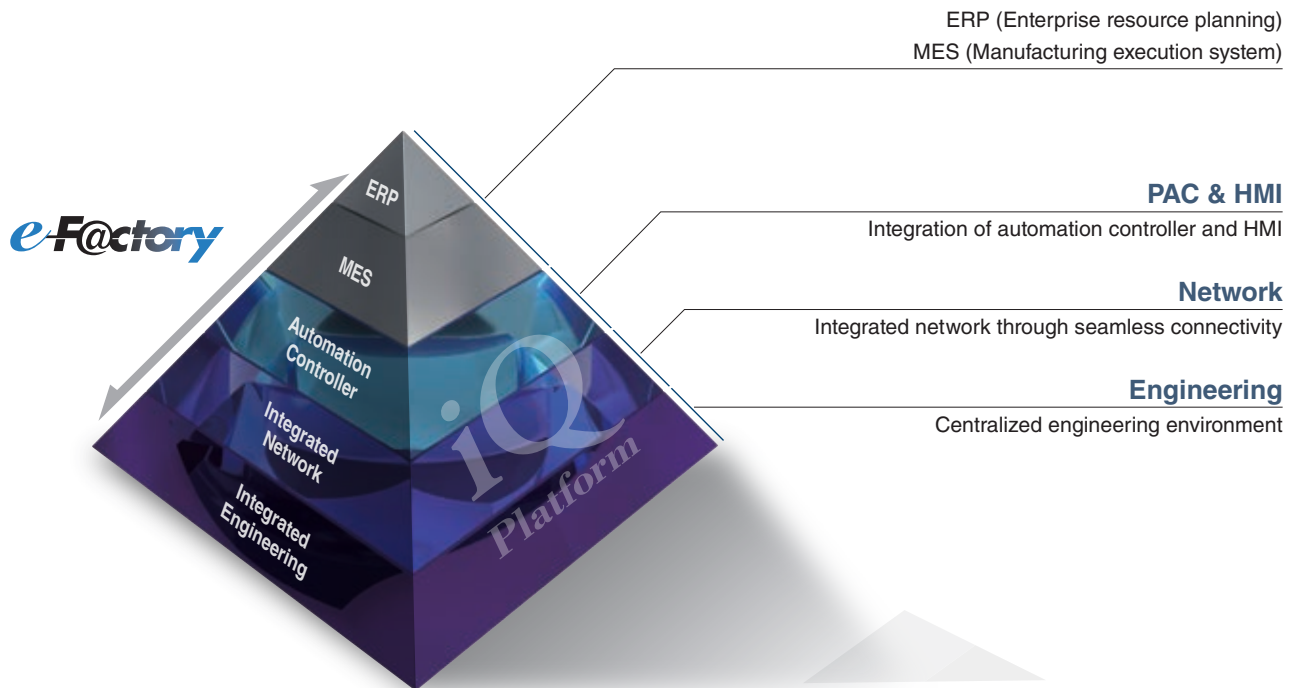 ERP (Enterprise resource planning)
MES (Manufacturing execution system)
e-F@ctory
ERP
MES
Automation
Controller
Integrated
Network
Integrated
Engineering
iQ
Platform
PAC & HMI
Integration of automation controller and HMI
Network
Integrated network through seamless connectivity
Engineering
Centralized engineering environment